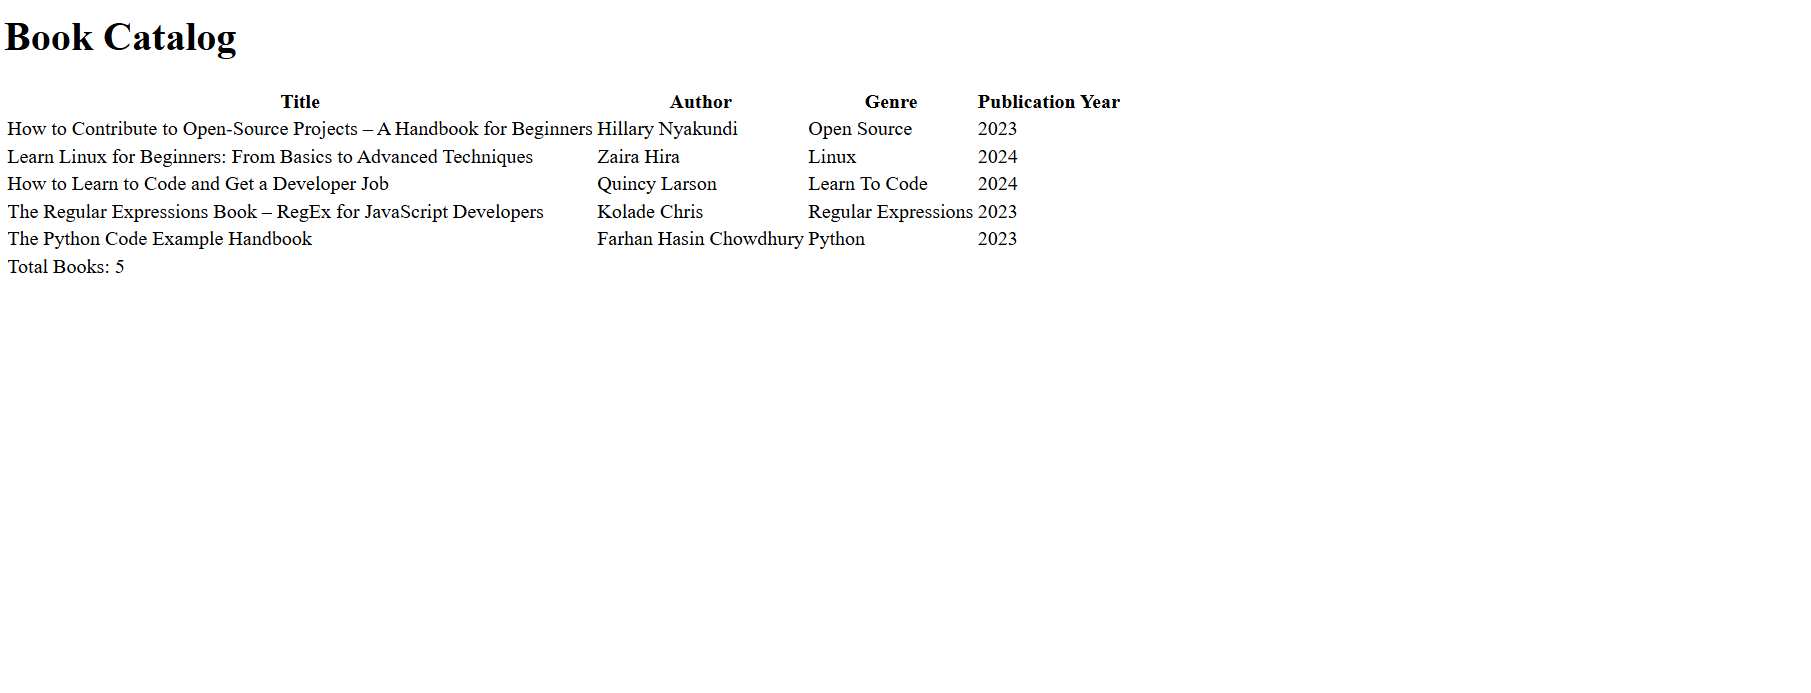 Book Catalog
Title Author Genre Publication Year
How to Contribute to Open-Source Projects – A Handbook for Beginners Hillary Nyakundi Open Source 2023
Learn Linux for Beginners: From Basics to Advanced Techniques Zaira Hira Linux 2024
How to Learn to Code and Get a Developer Job Quincy Larson Learn To Code 2024
The Regular Expressions Book – RegEx for JavaScript Developers Kolade Chris Regular Expressions 2023
The Python Code Example Handbook Farhan Hasin Chowdhury Python 2023
Total Books: 5